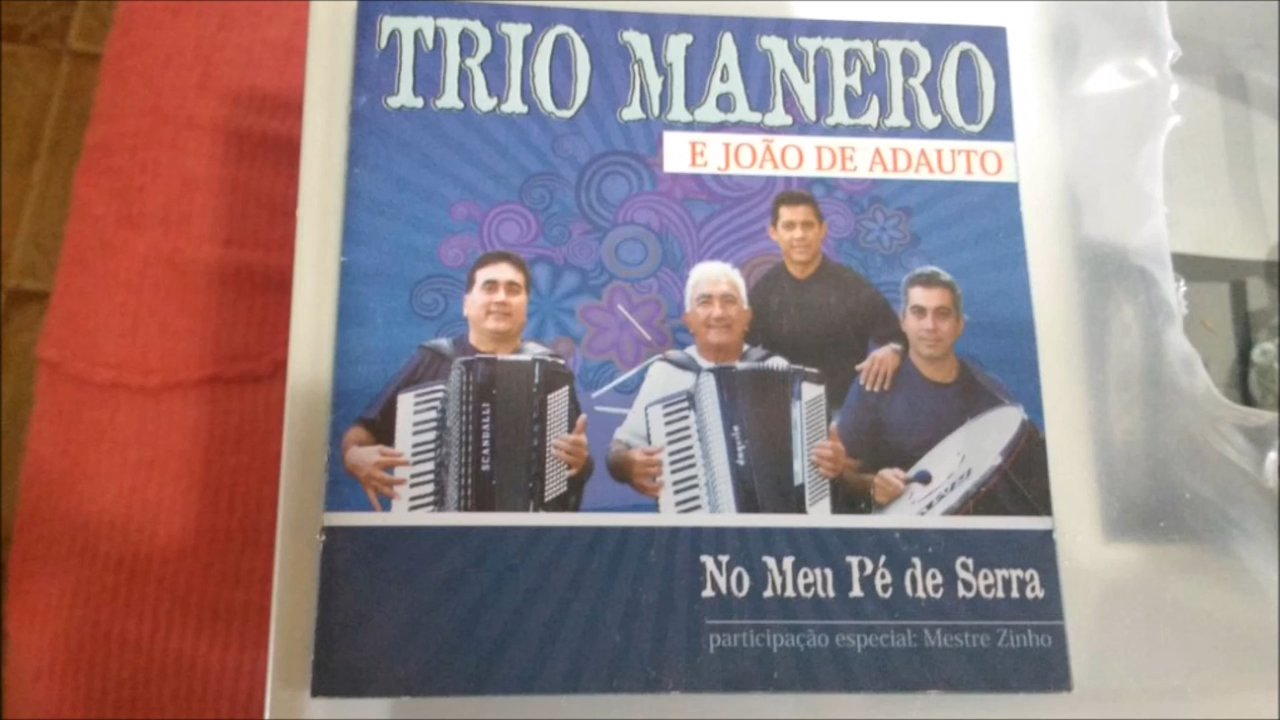 TRIO MANERO
E JOÃO DE ADAUTO
SCANDALLI
No Meu Pé de Serra
participação especial: Mestre Zinho